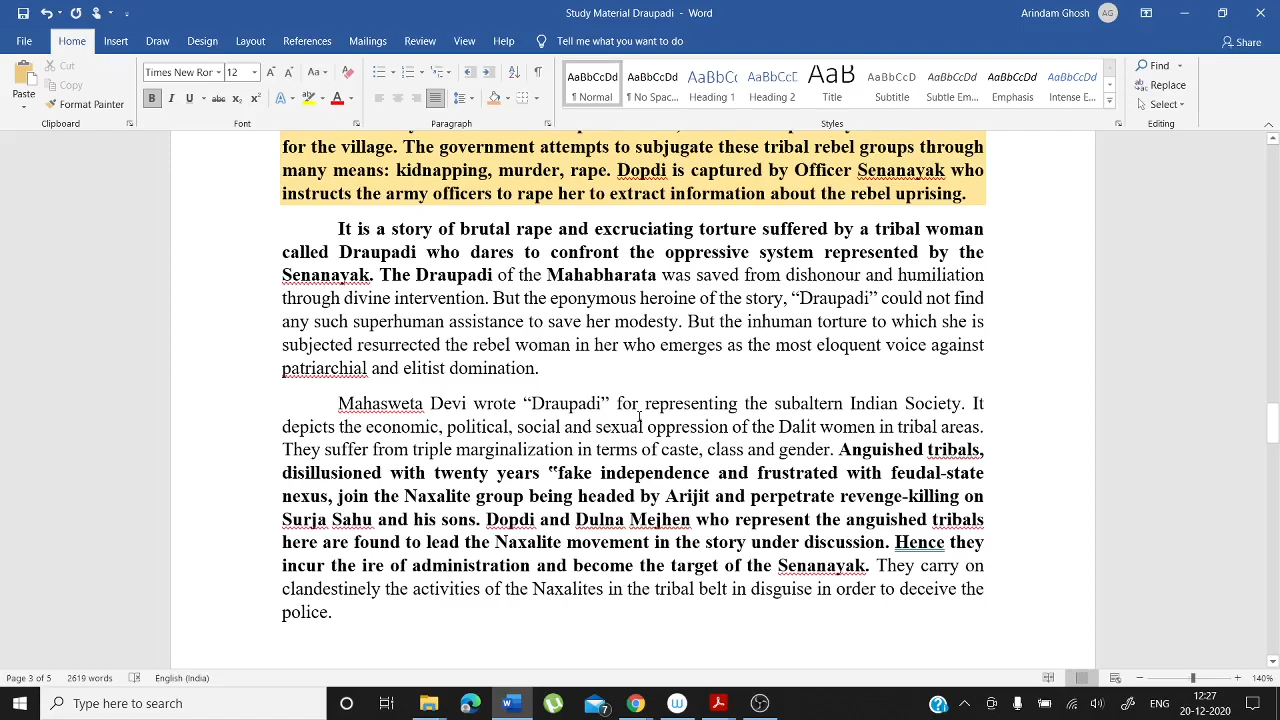 Study Material Draupadi - Word
Arindam Ghosh AG
File Home Insert Draw Design Layout References Mailings Review View Help Tell me what you want to do Share
Paste
Cut
Copy
Format Painter
Clipboard
Times New Ror 12
Font
Paragraph
AaBbCcDd ¶ Normal
AaBbCcDd ¶ No Spac...
AaBbCc Heading 1
AaBbCcE Heading 2
AaB Title
AaBbCcD Subtitle
AaBbCcDd Subtle Em...
AaBbCcDd Emphasis
AaBbCcDd Intense E...
Styles
Find
Replace
Select
Editing
for the village. The government attempts to subjugate these tribal rebel groups through
many means: kidnapping, murder, rape. Dopdi is captured by Officer Senanayak who
instructs the army officers to rape her to extract information about the rebel uprising.
It is a story of brutal rape and excruciating torture suffered by a tribal woman
called Draupadi who dares to confront the oppressive system represented by the
Senanayak. The Draupadi of the Mahabharata was saved from dishonour and humiliation
through divine intervention. But the eponymous heroine of the story, “Draupadi” could not find
any such superhuman assistance to save her modesty. But the inhuman torture to which she is
subjected resurrected the rebel woman in her who emerges as the most eloquent voice against
patriarchial and elitist domination.
Mahasweta Devi wrote “Draupadi” for representing the subaltern Indian Society. It
depicts the economic, political, social and sexual oppression of the Dalit women in tribal areas.
They suffer from triple marginalization in terms of caste, class and gender. Anguished tribals,
disillusioned with twenty years ‟fake independence and frustrated with feudal-state
nexus, join the Naxalite group being headed by Arijit and perpetrate revenge-killing on
Surja Sahu and his sons. Dopdi and Dulna Mejhen who represent the anguished tribals
here are found to lead the Naxalite movement in the story under discussion. Hence they
incur the ire of administration and become the target of the Senanayak. They carry on
clandestinely the activities of the Naxalites in the tribal belt in disguise in order to deceive the
police.
Page 3 of 5 2619 words English (India) 140%
Type here to search
7
ENG
12:27
20-12-2020